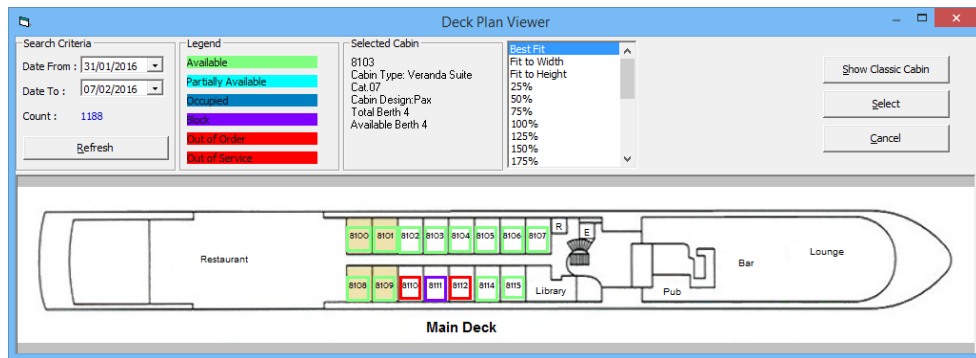 Deck Plan Viewer
Search Criteria
Date From : 31/01/2016
Date To : 07/02/2016
Count : 1188
Refresh
Legend
Available
Partially Available
Occupied
Block
Out of Order
Out of Service
Selected Cabin
8103
Cabin Type: Veranda Suite
Cat.07
Cabin Design:Pax
Total Berth 4
Available Berth 4
Best Fit
Fit to Width
Fit to Height
25%
50%
75%
100%
125%
150%
175%
Show Classic Cabin
Select
Cancel
8100 8101 8102 8103 8104 8105 8106 8107 R E
Restaurant
Bar
Lounge
8108 8109 8110 8111 8112 8114 8115 Library
Pub
Main Deck